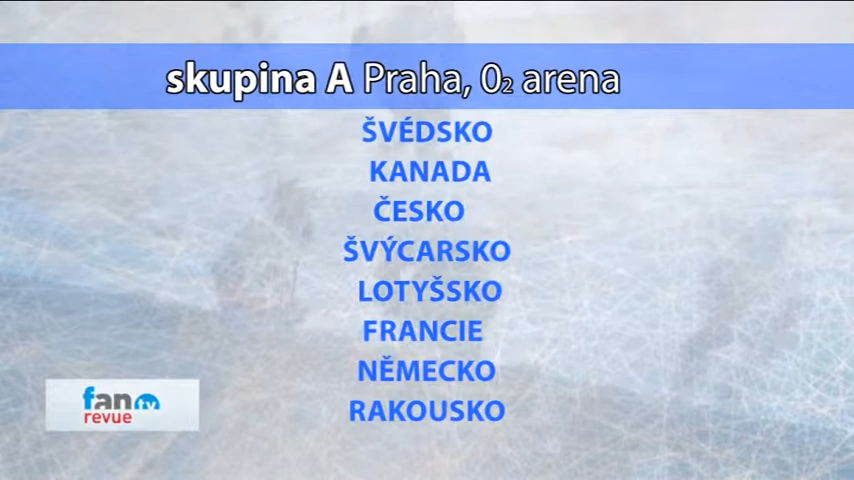 skupina A Praha, O2 arena
ŠVÉDSKO
KANADA
ČESKO
ŠVÝCARSKO
LOTYŠSKO
FRANCIE
NĚMECKO
RAKOUSKO
fan tv
revue